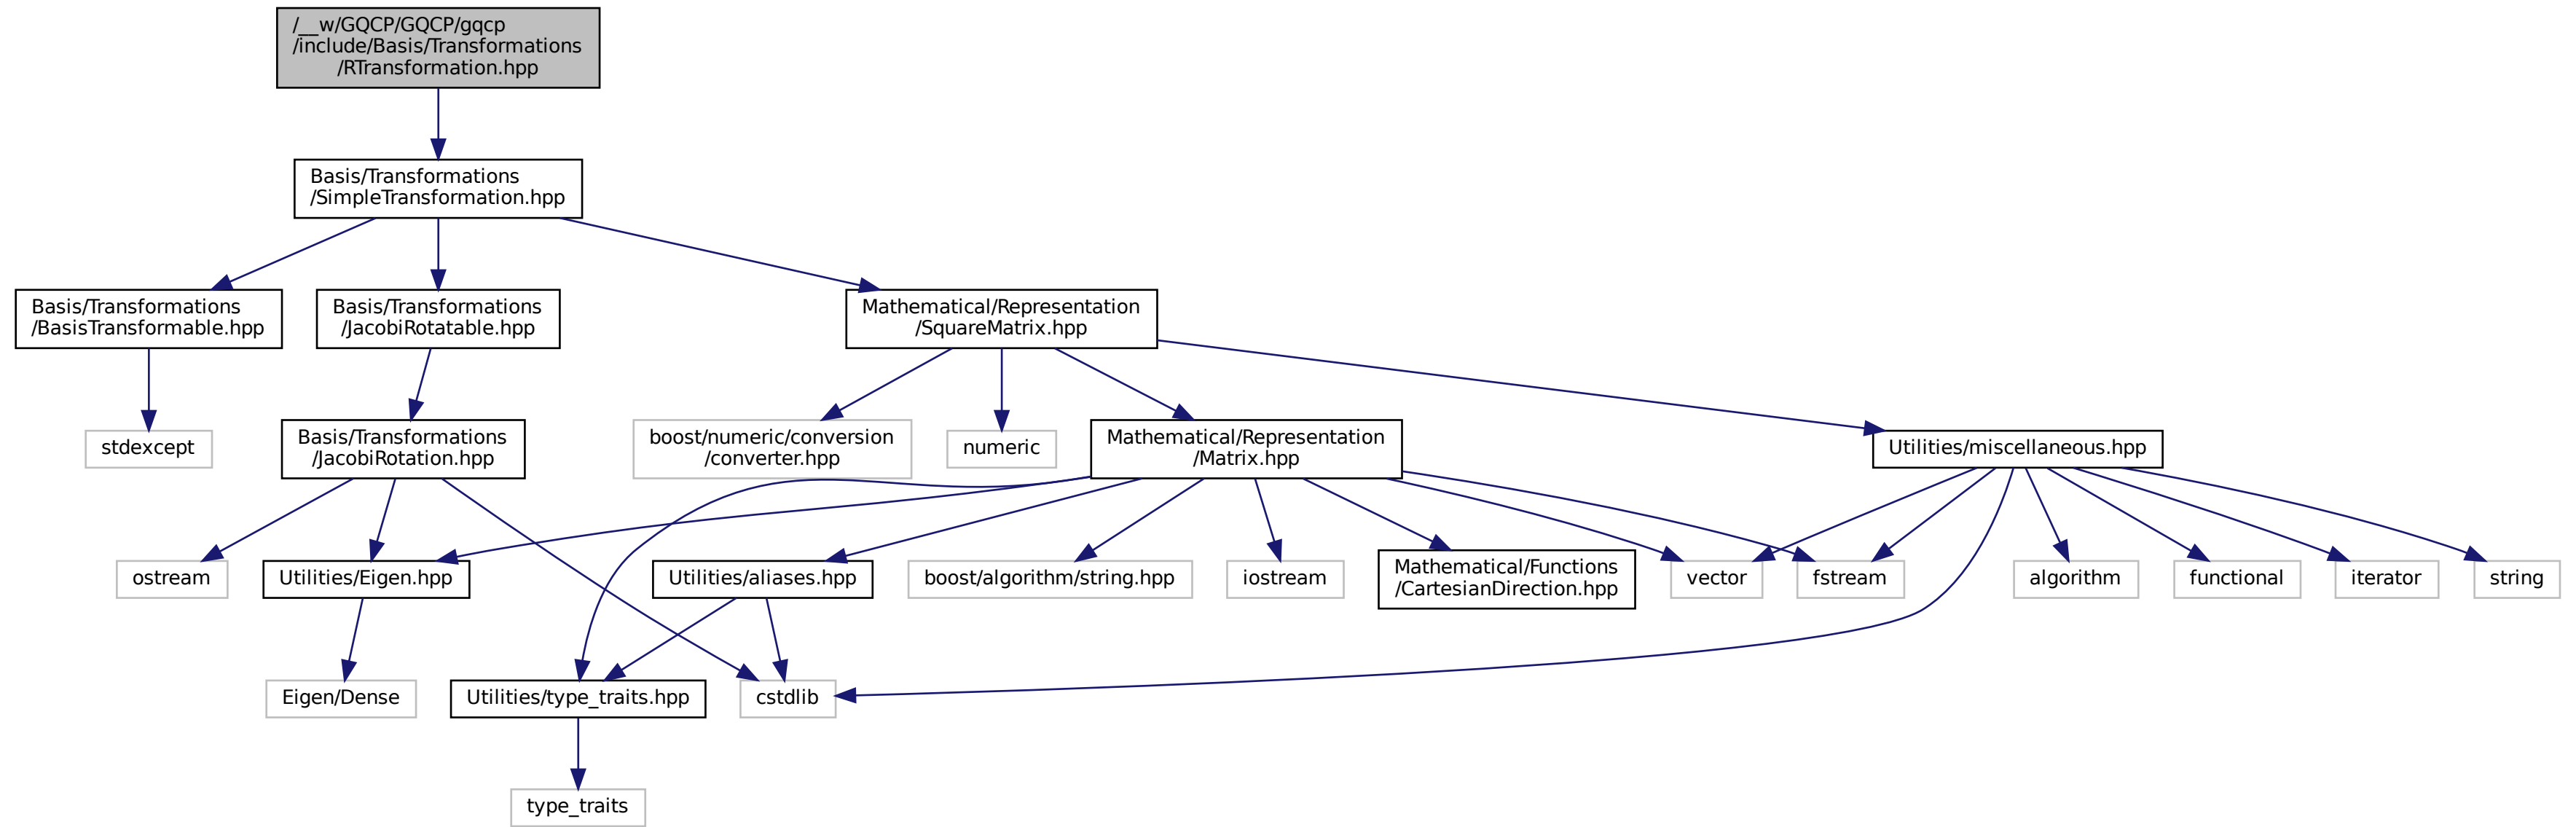 /__w/GQCP/GQCP/gqcp
/include/Basis/Transformations
/RTransformation.hpp
Basis/Transformations
/SimpleTransformation.hpp
Basis/Transformations
/BasisTransformable.hpp
Basis/Transformations
/JacobiRotatable.hpp
Mathematical/Representation
/SquareMatrix.hpp
stdexcept
Basis/Transformations
/JacobiRotation.hpp
boost/numeric/conversion
/converter.hpp
numeric
Mathematical/Representation
/Matrix.hpp
Utilities/miscellaneous.hpp
ostream
Utilities/Eigen.hpp
Utilities/aliases.hpp
boost/algorithm/string.hpp
iostream
Mathematical/Functions
/CartesianDirection.hpp
vector
fstream
algorithm
functional
iterator
string
Eigen/Dense
Utilities/type_traits.hpp
cstdlib
type_traits